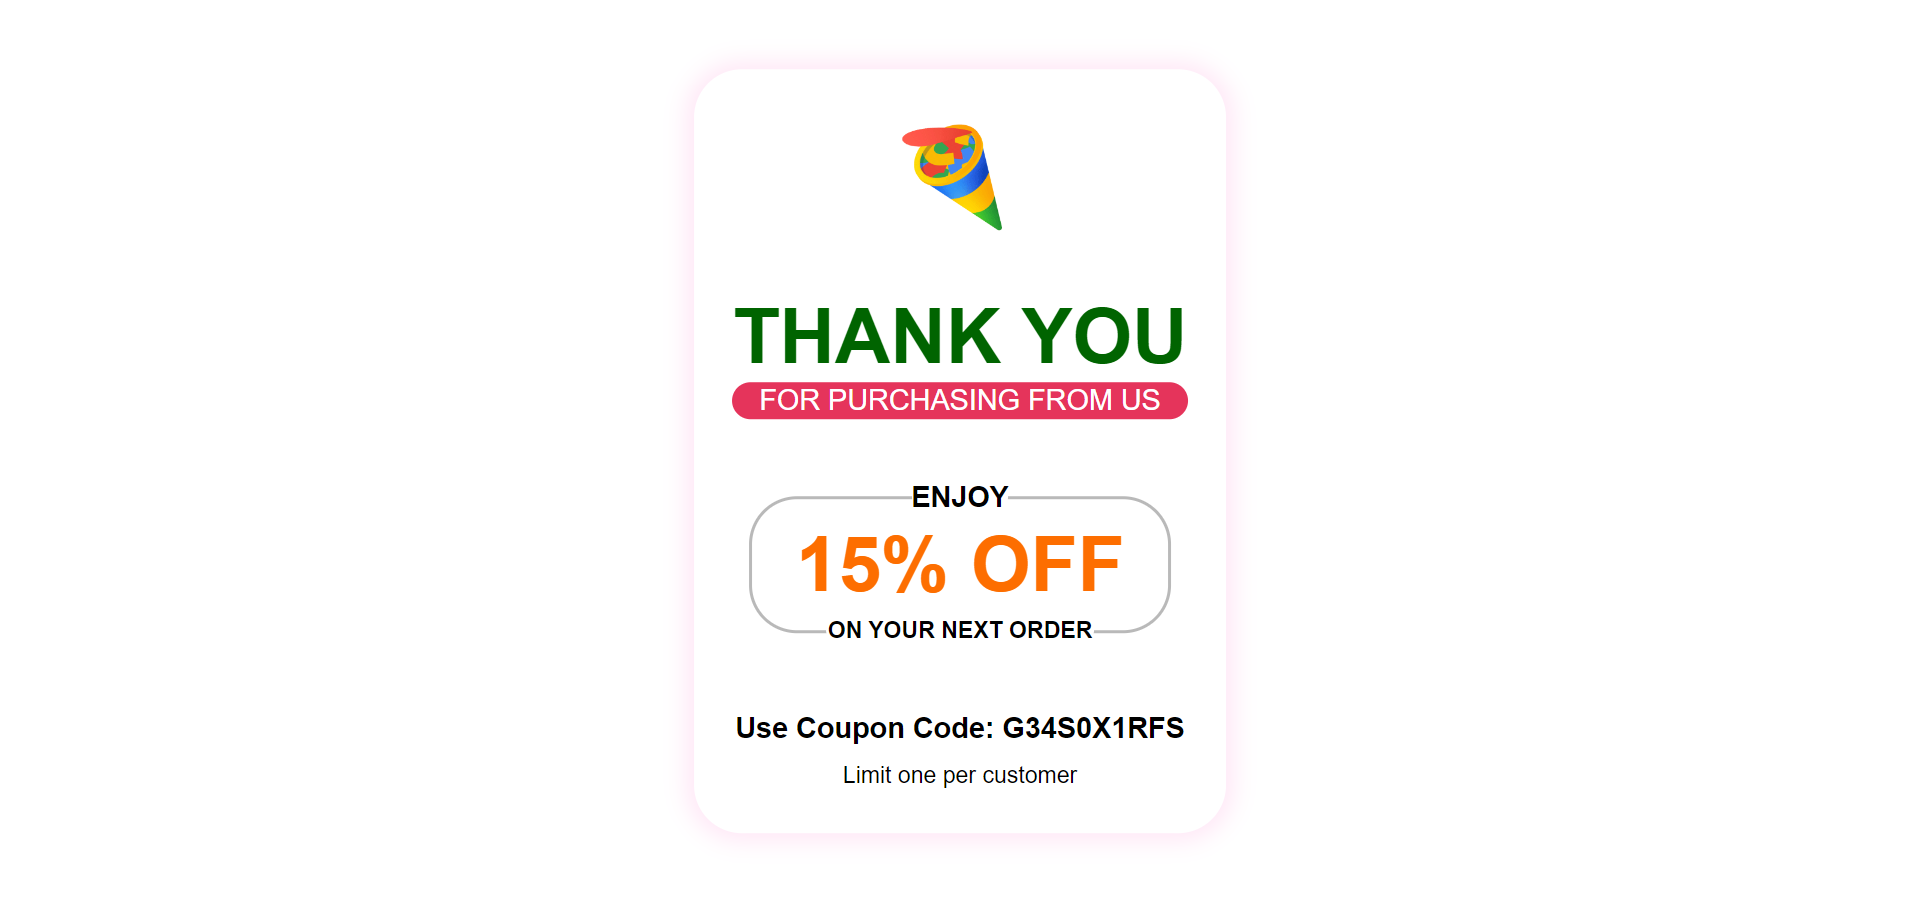 THANK YOU
FOR PURCHASING FROM US
ENJOY
15% OFF
ON YOUR NEXT ORDER
Use Coupon Code: G34S0X1RFS
Limit one per customer